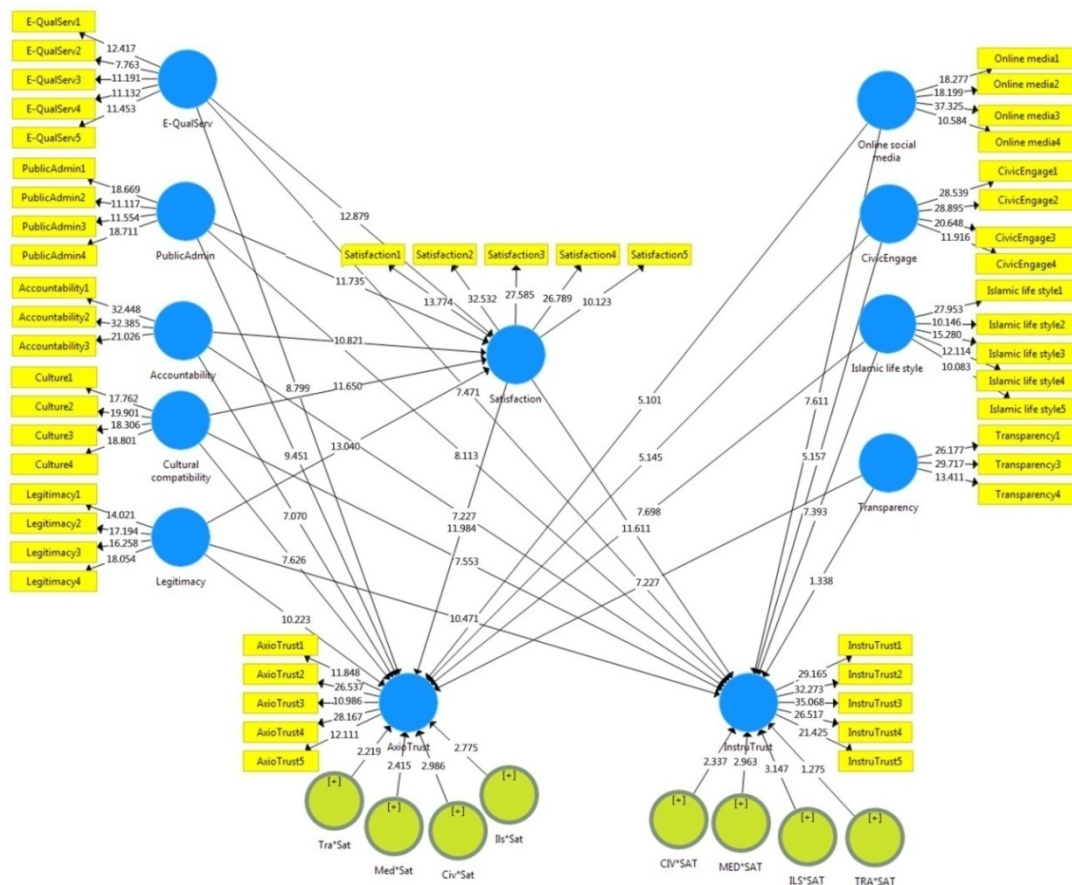 E-QualServ1
E-QualServ2
E-QualServ3
E-QualServ4
E-QualServ5
12.417
7.763
11.191
11.132
11.453
E-QualServ
PublicAdmin1
PublicAdmin2
PublicAdmin3
PublicAdmin4
18.669
11.117
11.554
18.711
PublicAdmin
Accountability1
Accountability2
Accountability3
32.448
32.385
21.026
Accountability
Culture1
Culture2
Culture3
Culture4
17.762
19.901
18.306
18.801
Cultural
compatibility
Legitimacy1
Legitimacy2
Legitimacy3
Legitimacy4
14.021
17.194
16.258
18.054
Legitimacy
12.879
11.735
10.821
11.650
13.040
Satisfaction1
Satisfaction2
Satisfaction3
Satisfaction4
Satisfaction5
13.774
32.532
27.585
26.789
10.123
Satisfaction
8.799
9.451
7.070
7.626
10.223
7.471
8.113
7.227
11.984
7.553
10.471
5.101
5.145
7.698
11.611
7.227
7.611
5.157
7.393
1.338
Online media1
Online media2
Online media3
Online media4
18.277
18.199
37.325
10.584
Online social
media
CivicEngage1
CivicEngage2
CivicEngage3
CivicEngage4
28.539
28.895
20.648
11.916
CivicEngage
Islamic life style1
Islamic life style2
Islamic life style3
Islamic life style4
Islamic life style5
27.953
10.146
15.280
12.114
10.083
Islamic life style
Transparency1
Transparency3
Transparency4
26.177
29.717
13.411
Transparency
AxioTrust1
AxioTrust2
AxioTrust3
AxioTrust4
AxioTrust5
11.848
26.537
10.986
28.167
12.111
AxioTrust
2.219
2.415
2.986
2.775
[+]
[+]
[+]
[+]
Tra*Sat
Med*Sat
Civ*Sat
Ils*Sat
InstruTrust1
InstruTrust2
InstruTrust3
InstruTrust4
InstruTrust5
29.165
32.273
35.068
26.517
21.425
InstruTrust
2.337
2.963
3.147
1.275
[+]
[+]
[+]
[+]
CIV*SAT
MED*SAT
ILS*SAT
TRA*SAT